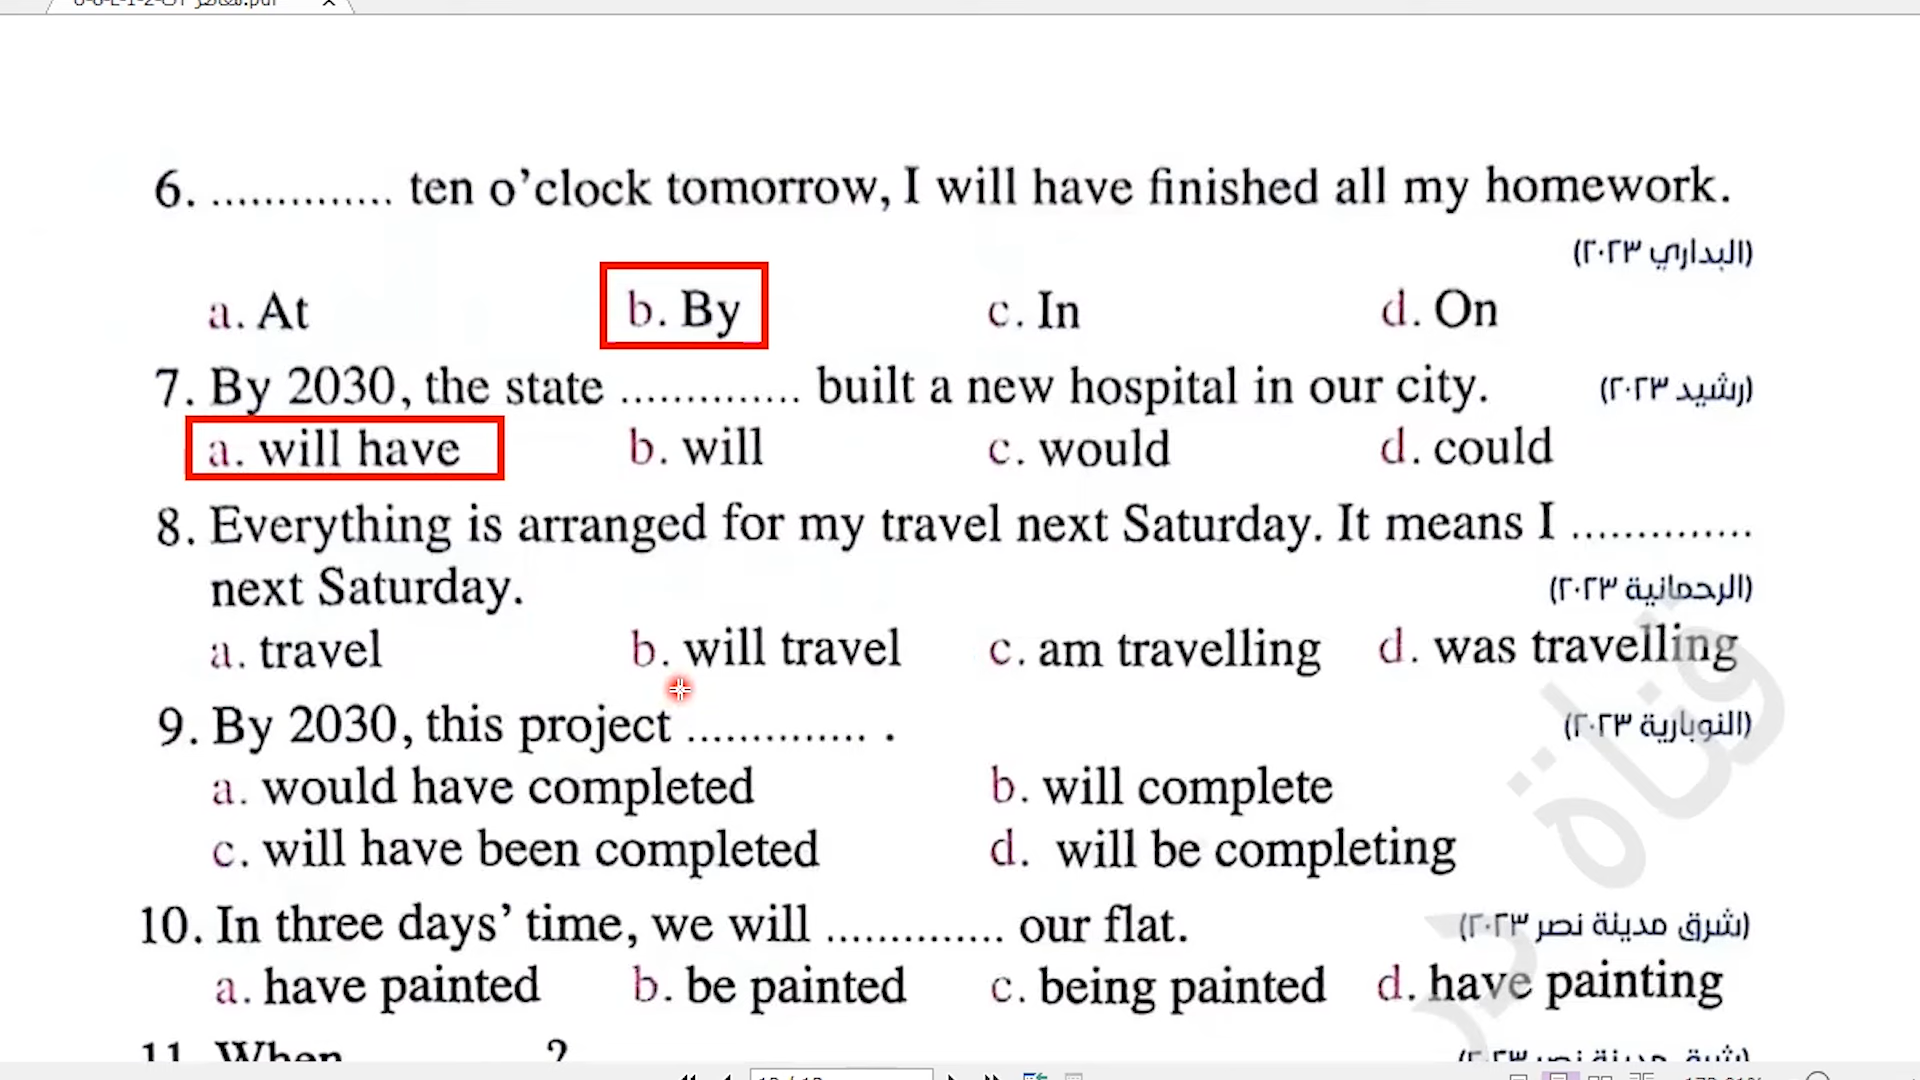 6. .............. ten o’clock tomorrow, I will have finished all my homework.
(البداري ٢٠٢٣)
a. At b. By c. In d. On
7. By 2030, the state .............. built a new hospital in our city. (رشيد ٢٠٢٣)
a. will have b. will c. would d. could
8. Everything is arranged for my travel next Saturday. It means I ..............
next Saturday. (الرحمانية ٢٠٢٣)
a. travel b. will travel c. am travelling d. was travelling
9. By 2030, this project .............. . (النوبارية ٢٠٢٣)
a. would have completed b. will complete
c. will have been completed d. will be completing
10. In three days’ time, we will .............. our flat. (شرق مدينة نصر ٢٠٢٣)
a. have painted b. be painted c. being painted d. have painting
11. When ?
قناة